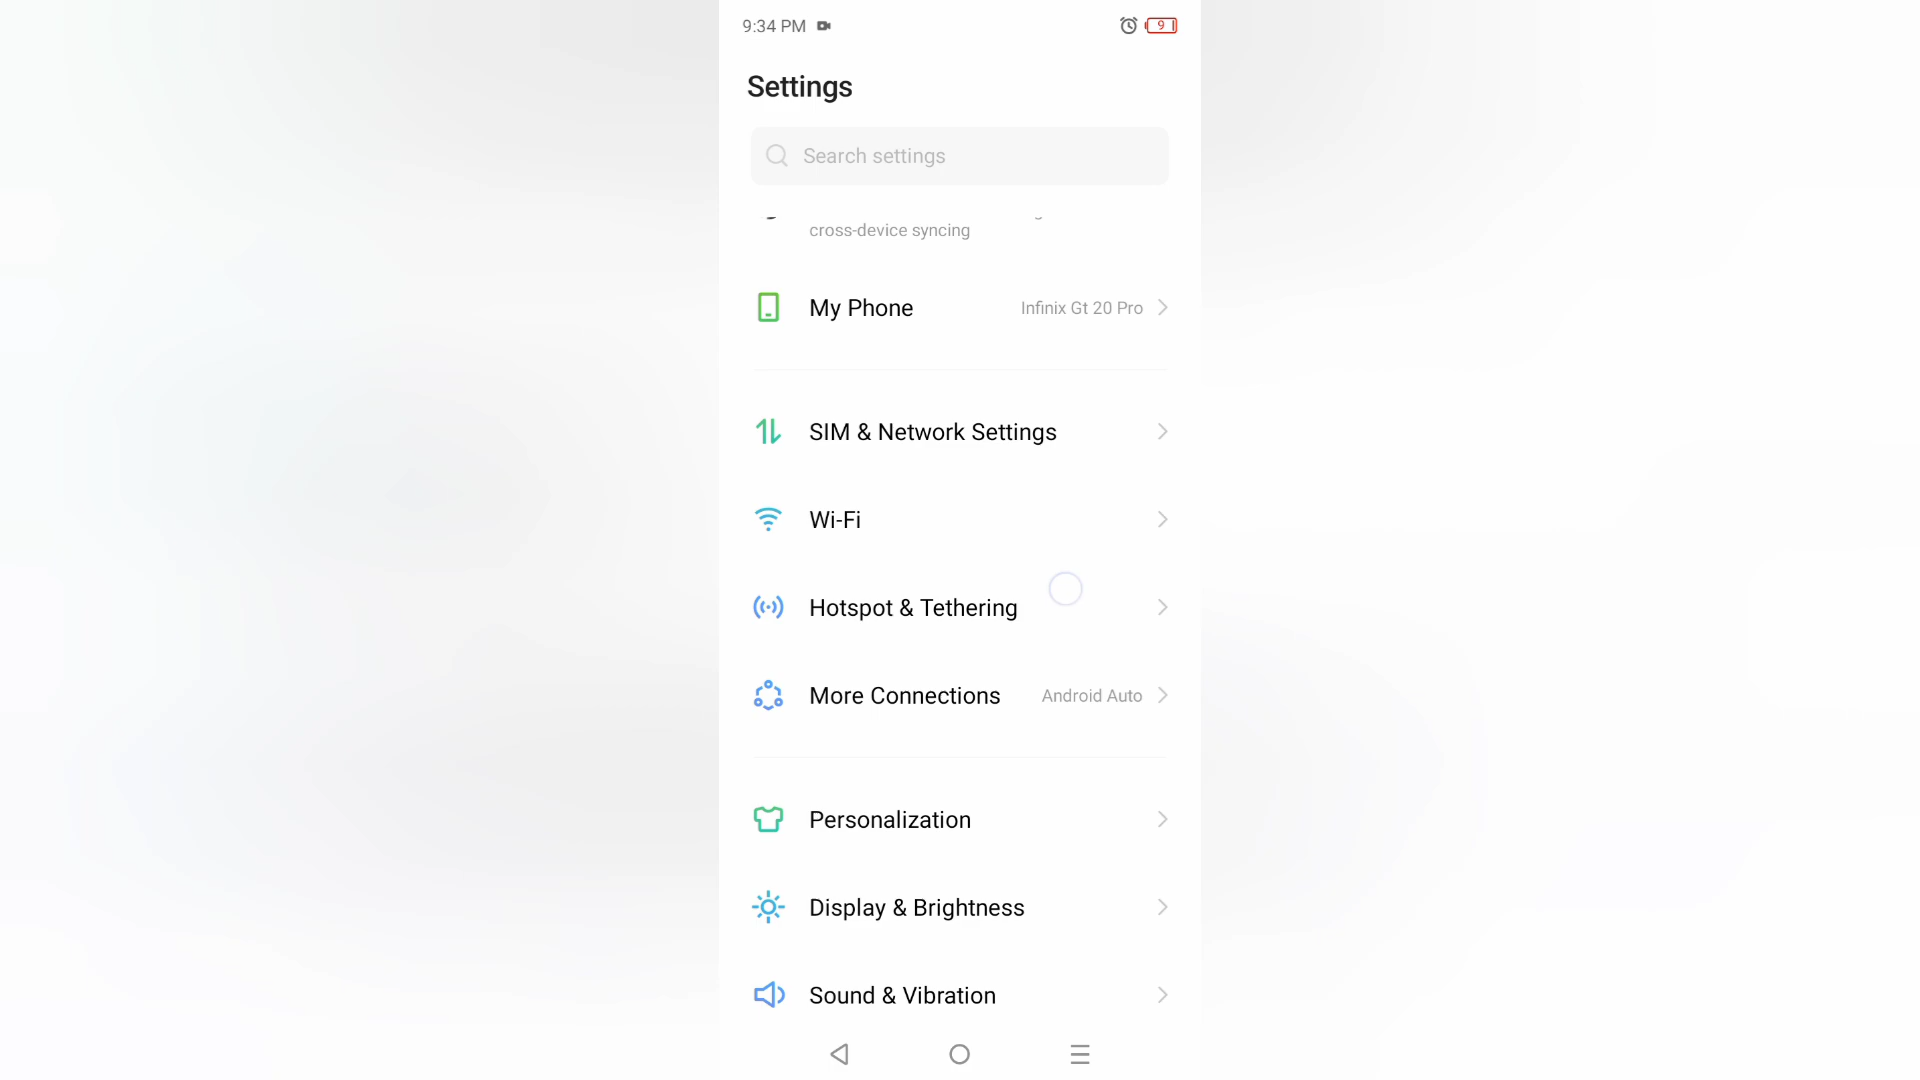 9:34 PM
9
Settings
Search settings
cross-device syncing
My Phone
Infinix Gt 20 Pro
SIM & Network Settings
Wi-Fi
Hotspot & Tethering
More Connections
Android Auto
Personalization
Display & Brightness
Sound & Vibration